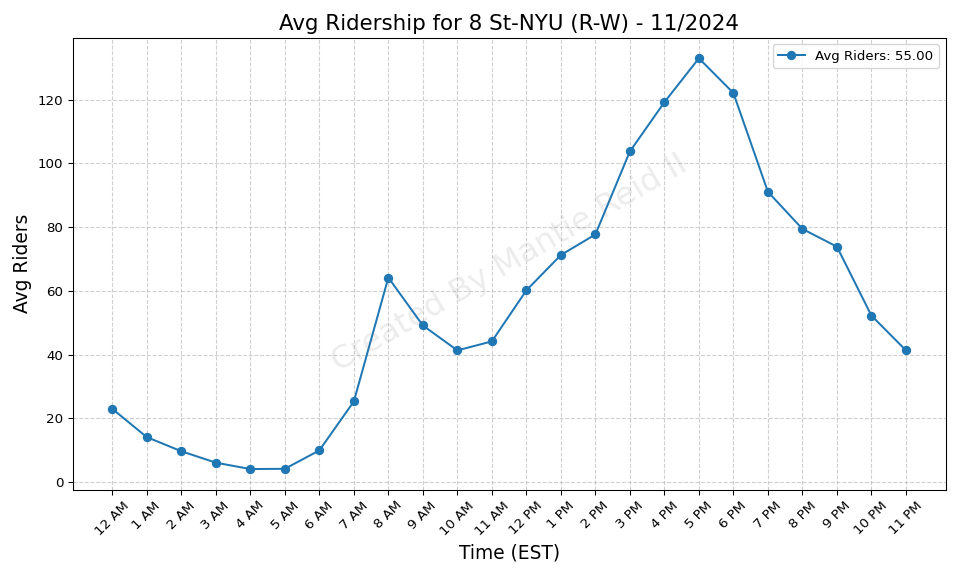 Avg Ridership for 8 St-NYU (R-W) - 11/2024
Avg Riders: 55.00
Avg Riders
120
100
80
60
40
20
0
Created By Mantie Reid II
12 AM
1 AM
2 AM
3 AM
4 AM
5 AM
6 AM
7 AM
8 AM
9 AM
10 AM
11 AM
12 PM
1 PM
2 PM
3 PM
4 PM
5 PM
6 PM
7 PM
8 PM
9 PM
10 PM
11 PM
Time (EST)